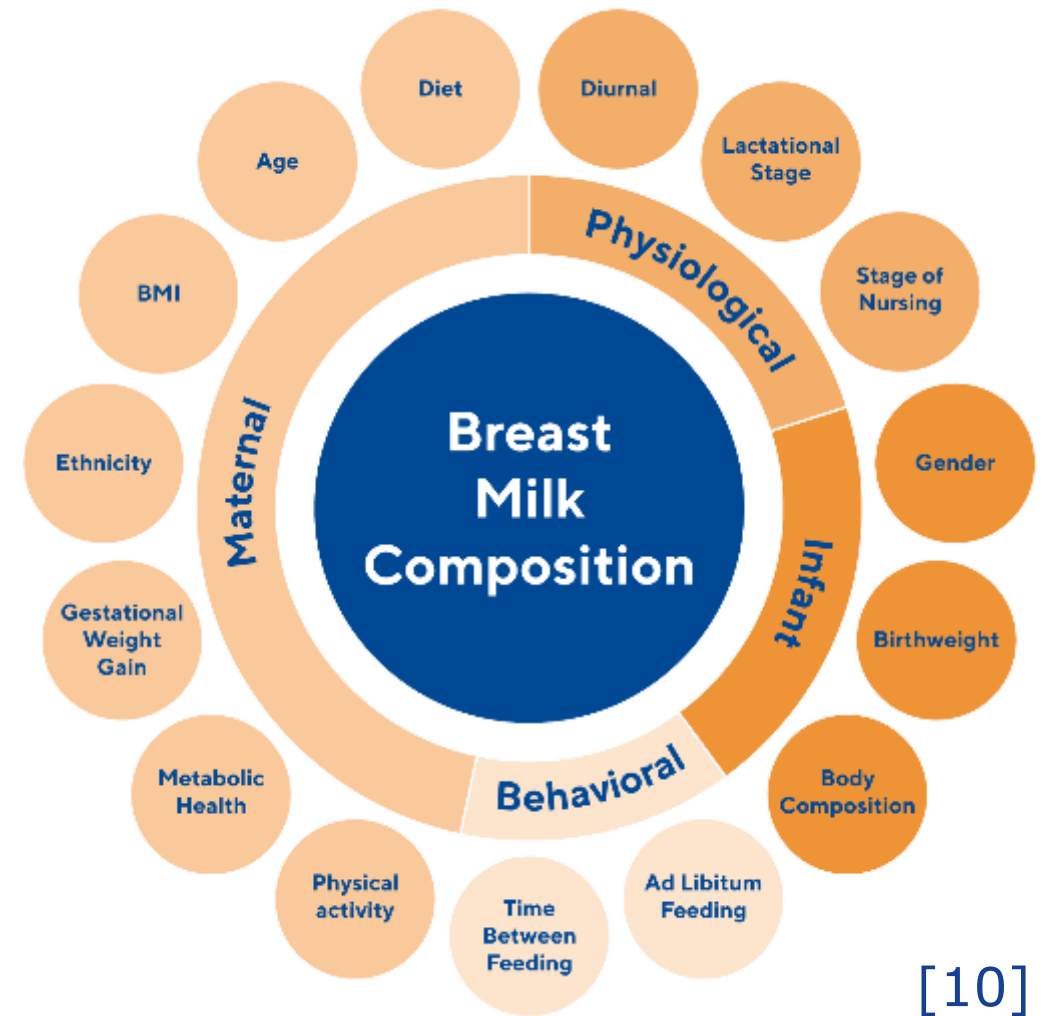 Breast
Milk
Composition
Physiological
Diurnal
Lactational
Stage
Stage of
Nursing
Infant
Gender
Birthweight
Body
Composition
Behavioral
Ad Libitum
Feeding
Time
Between
Feeding
Maternal
Physical
activity
Metabolic
Health
Gestational
Weight
Gain
Ethnicity
BMI
Age
Diet
[10]